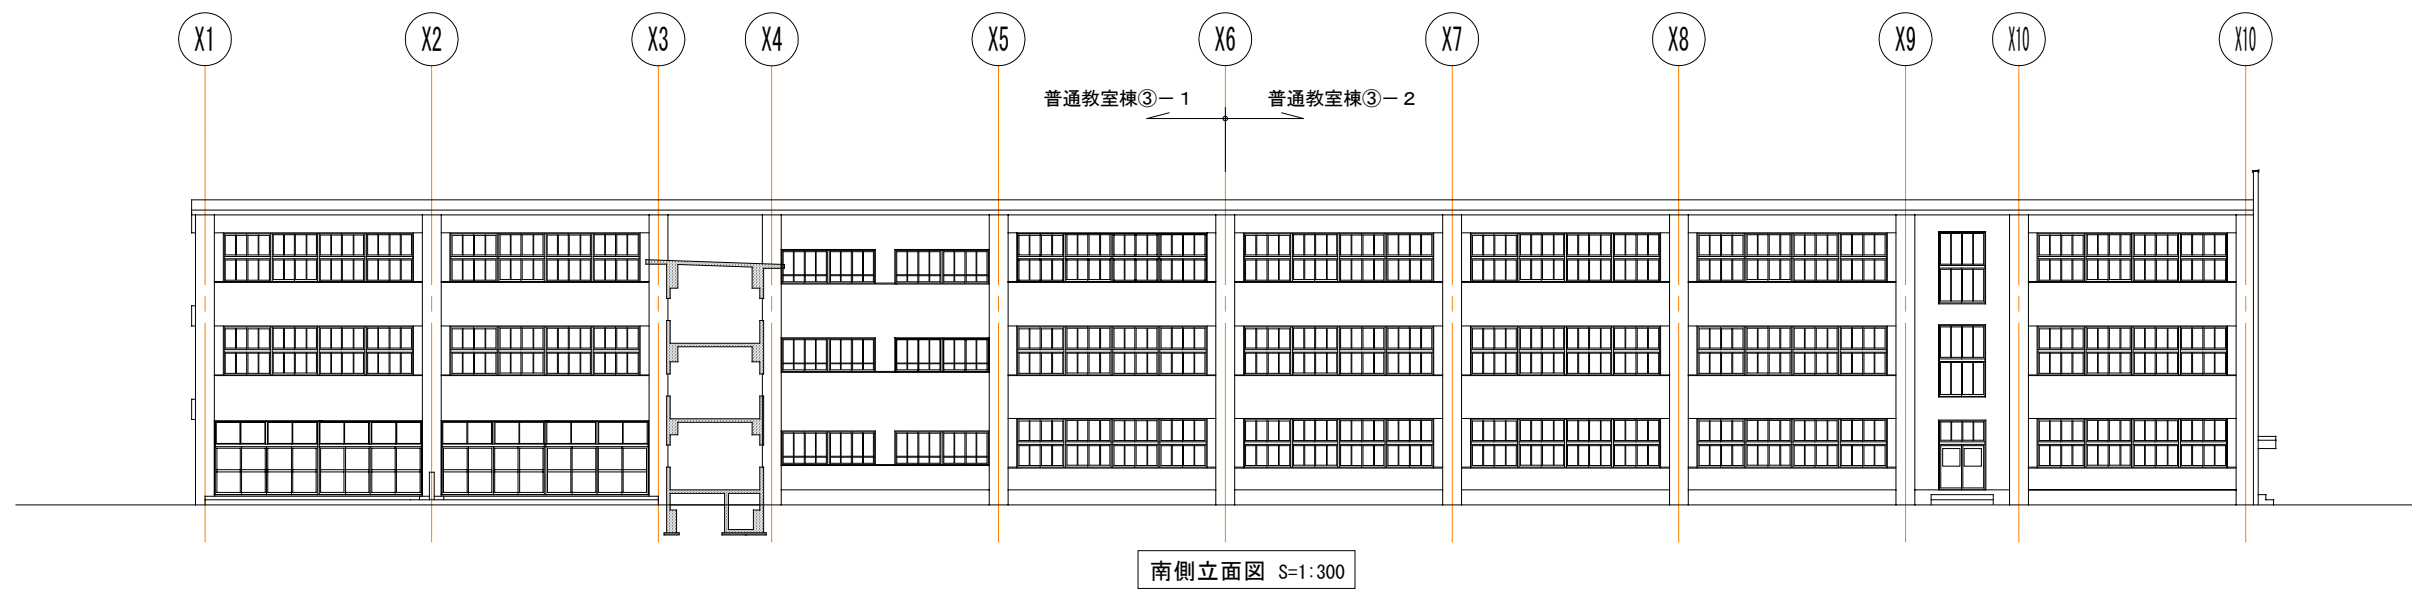 X1 X2 X3 X4 X5 X6 X7 X8 X9 X10 X10
普通教室棟③－１ 普通教室棟③－２
南側立面図 S=1:300